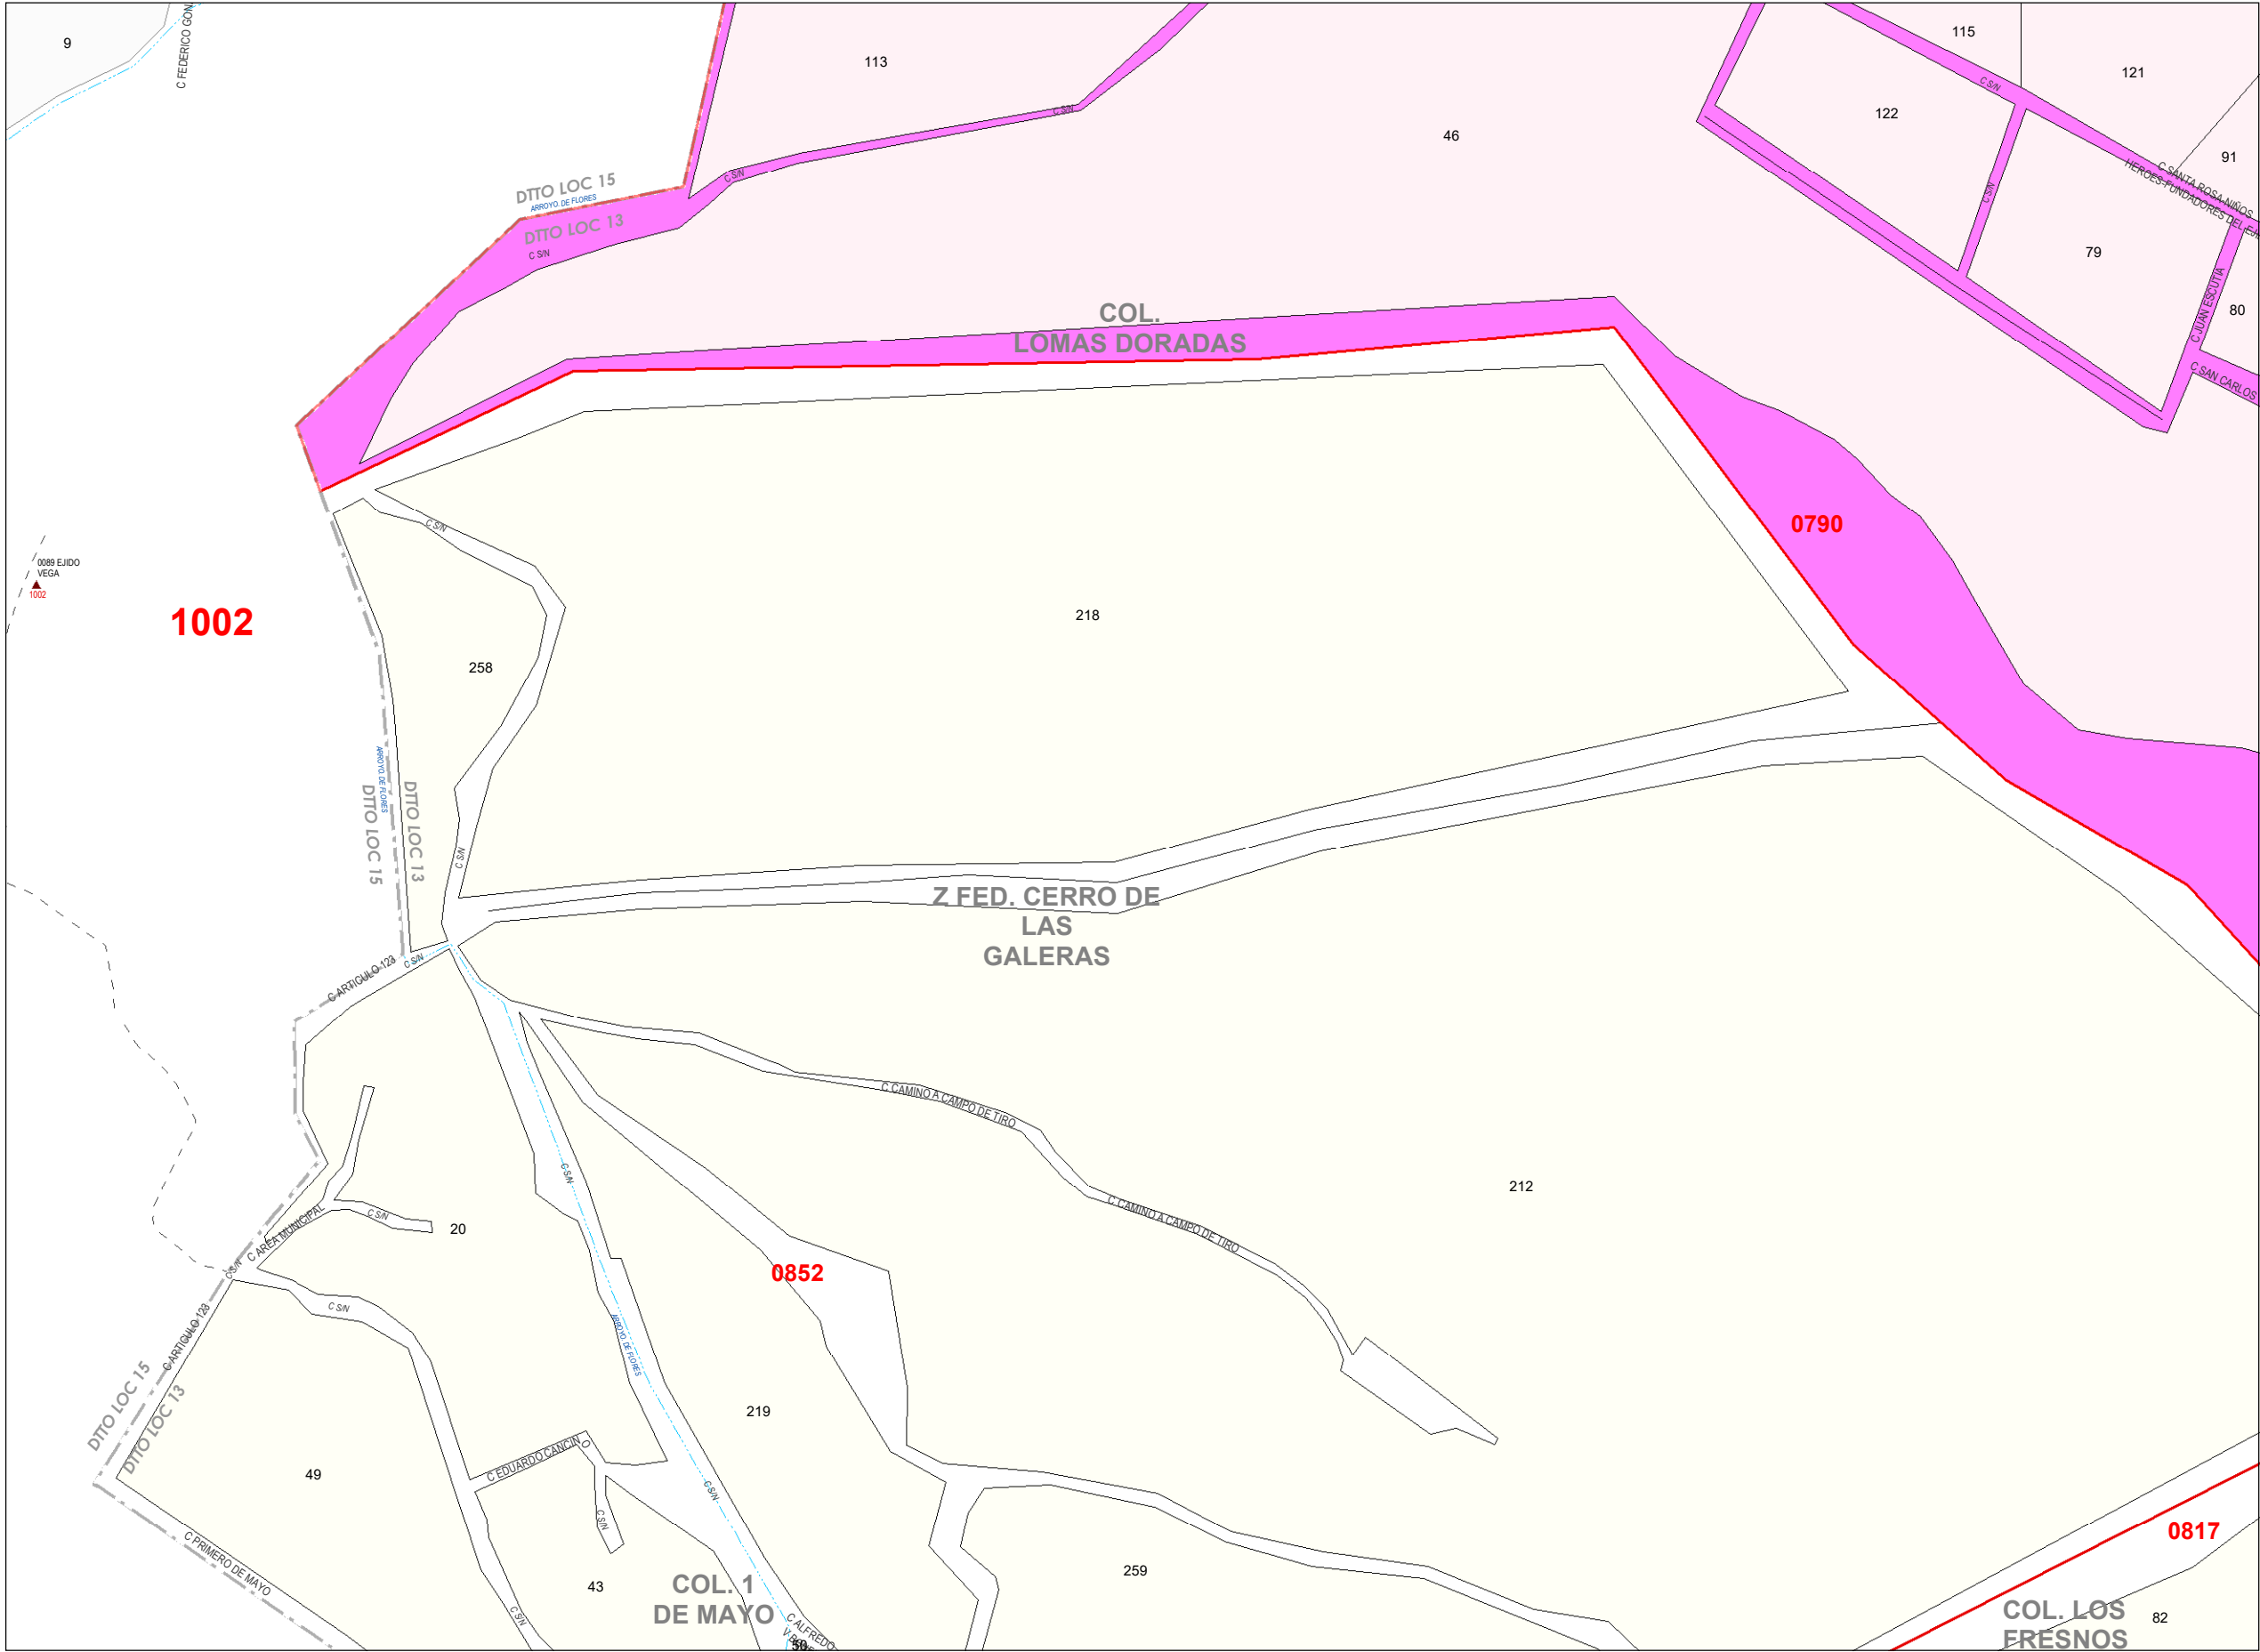 9
C FEDERICO GON
113
115
121
C S/N
122
C S/N
46
91
C SANTA ROSA-NIÑOS
HEROES-FUNDADORES DEL EJI
C S/N
C S/N
DTTO LOC 15
ARROYO DE FLORES
DTTO LOC 13
C S/N
79
C JUAN ESCUTIA
80
C SAN CARLOS
COL.
LOMAS DORADAS
0790
C S/N
0089 EJIDO
VEGA
1002
1002
218
258
ARROYO DE FLORES
DTTO LOC 15
DTTO LOC 13
C S/N
Z FED. CERRO DE
LAS
GALERAS
C S/N
C ARTICULO 123
C CAMINO A CAMPO DE TIRO
C S/N
212
C CAMINO A CAMPO DE TIRO
C AREA MUNICIPAL
C S/N
20
C S/N
0852
C S/N
C ARTICULO 123
ARROYO DE FLORES
DTTO LOC 15
DTTO LOC 13
219
C EDUARDO CANCINO
49
C S/N
C S/N
C PRIMERO DE MAYO
0817
259
43
COL. 1
DE MAYO
C S/N
C ALFREDO
COL. LOS
FRESNOS
82